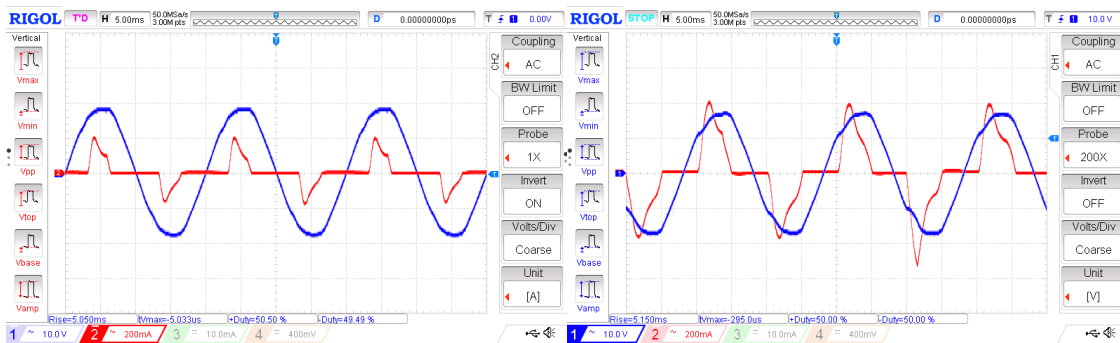 RIGOL T'D H 5.00ms 50.0MSa/s 3.00M pts D 0.00000000ps T 1 0.00V
Vertical
Vmax
Vmin
Vpp
Vtop
Vbase
Vamp
T
2
T
CH2
Coupling
AC
BW Limit
OFF
Probe
1X
Invert
ON
Volts/Div
Coarse
Unit
[A]
Rise=5.050ms tVmax=-5.033us +Duty=50.50 % -Duty=49.49 %
1 ~ 10.0 V 2 ~ 200mA 3 = 10.0mA 4 = 400mV
RIGOL STOP H 5.00ms 50.0MSa/s 3.00M pts D 0.00000000ps T 1 10.0 V
Vertical
Vmax
Vmin
Vpp
Vtop
Vbase
Vamp
T
1
T
CH1
Coupling
AC
BW Limit
OFF
Probe
200X
Invert
OFF
Volts/Div
Coarse
Unit
[V]
Rise=5.150ms tVmax=-295.0us +Duty=50.00 % -Duty=50.00 %
1 ~ 10.0 V 2 ~ 200mA 3 = 10.0mA 4 = 400mV